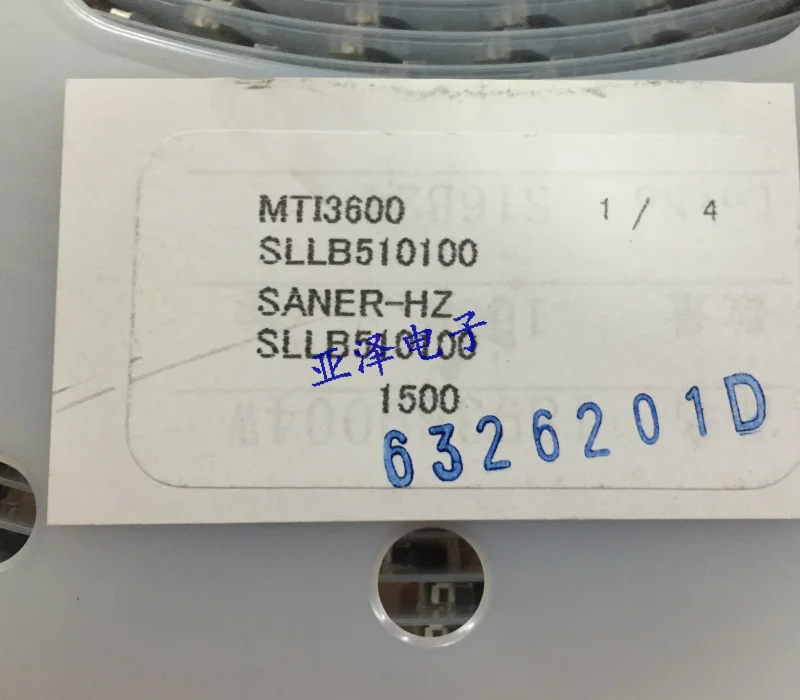 MTI3600 1 / 4
SLLB510100
SANER-HZ
SLLB510100
亚泽电子
1500
6326201D